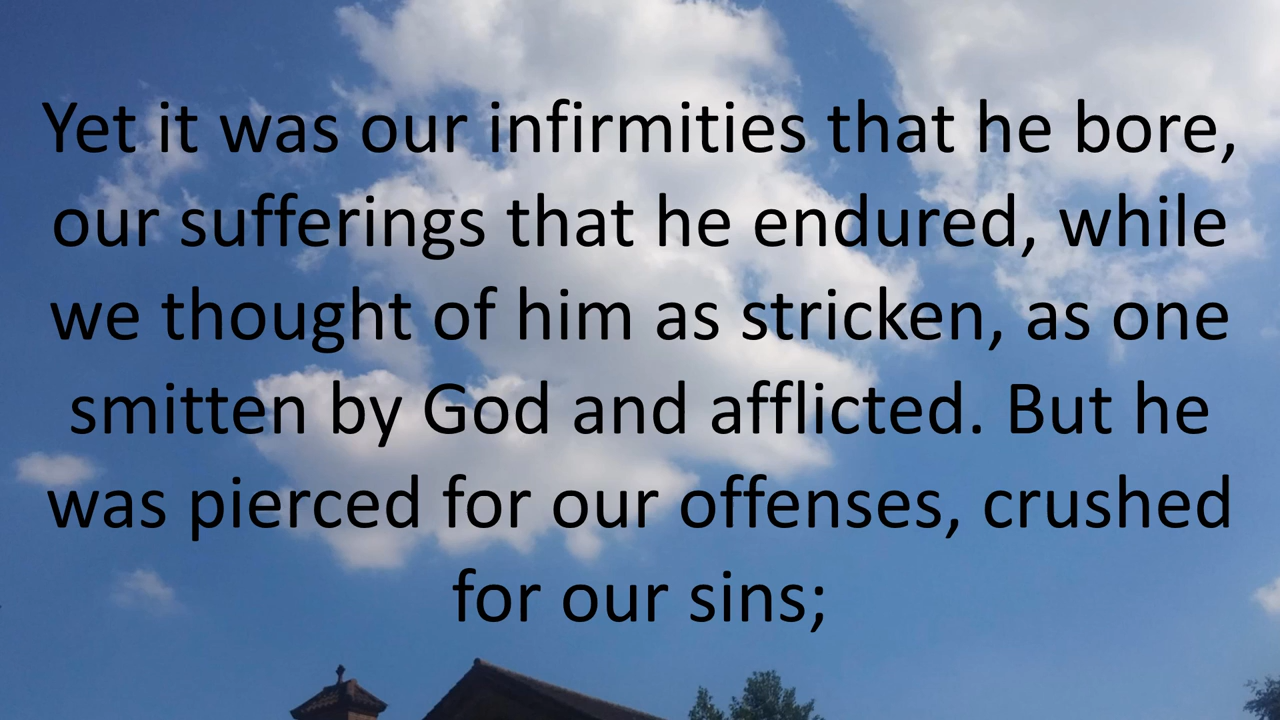 Yet it was our infirmities that he bore,
our sufferings that he endured, while
we thought of him as stricken, as one
smitten by God and afflicted. But he
was pierced for our offenses, crushed
for our sins;